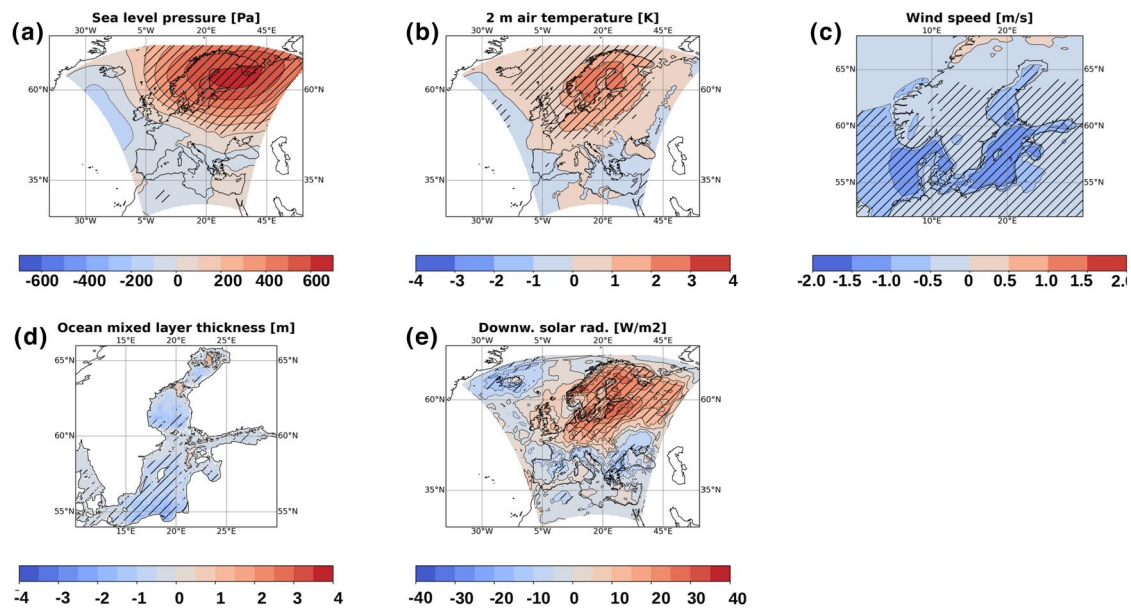 (a)
Sea level pressure [Pa]
30°W 5°W 20°E 45°E
60°N 60°N
35°N 35°N
30°W 5°W 20°E 45°E
-600 -400 -200 0 200 400 600
(b)
2 m air temperature [K]
30°W 5°W 20°E 45°E
60°N 60°N
35°N 35°N
30°W 5°W 20°E 45°E
-4 -3 -2 -1 0 1 2 3 4
(c)
Wind speed [m/s]
10°E 20°E
65°N 65°N
60°N 60°N
55°N 55°N
10°E 20°E
-2.0 -1.5 -1.0 -0.5 0 0.5 1.0 1.5 2.0
(d)
Ocean mixed layer thickness [m]
10°E 15°E 20°E 25°E
65°N 65°N
60°N 60°N
55°N 55°N
10°E 15°E 20°E 25°E
-4 -3 -2 -1 0 1 2 3 4
(e)
Downw. solar rad. [W/m2]
30°W 5°W 20°E 45°E
60°N 60°N
35°N 35°N
30°W 5°W 20°E 45°E
-40 -30 -20 -10 0 10 20 30 40